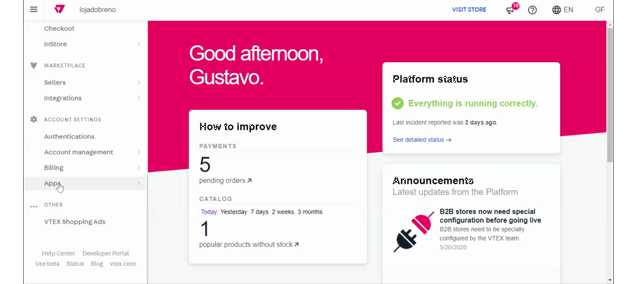 lojadobreno
VISIT STORE
10
EN
GF
Checkout
inStore
MARKETPLACE
Sellers
Integrations
ACCOUNT SETTINGS
Authentications
Account management
Billing
Apps
OTHER
VTEX Shopping Ads
Help Center Developer Portal
Use beta Status Blog vtex.com
Good afternoon,
Gustavo.
How to improve
PAYMENTS
5
pending orders
CATALOG
Today Yesterday 7 days 2 weeks 3 months
1
popular products without stock
Platform status
Everything is running correctly.
Last incident reported was 2 days ago.
See detailed status →
Announcements
Latest updates from the Platform
B2B stores now need special
configuration before going live
B2B stores need to be specially
configured by the VTEX team.
5/20/2020